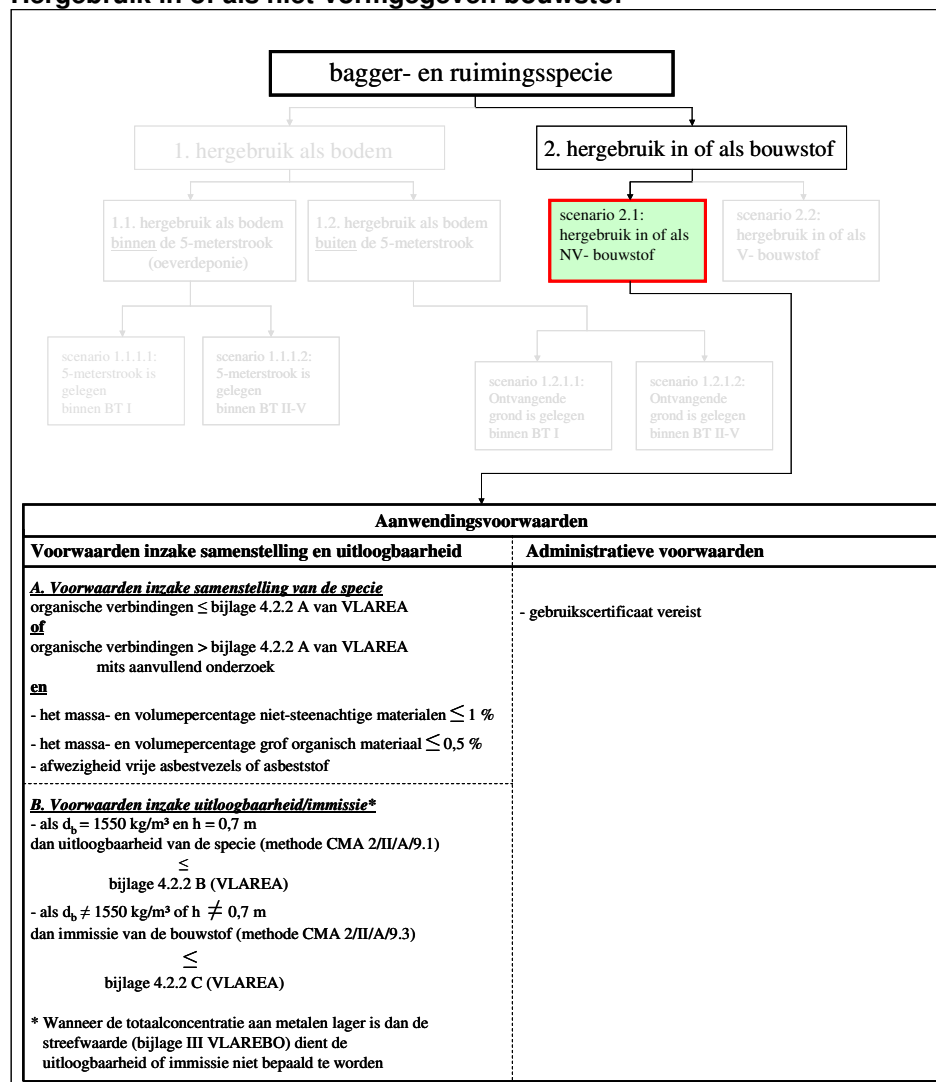 Hergebruik in of als niet-vormgegeven bouwstof
bagger- en ruimingsspecie
1. hergebruik als bodem
2. hergebruik in of als bouwstof
1.1. hergebruik als bodem
binnen de 5-meterstrook
(oeverdeponie)
1.2. hergebruik als bodem
buiten de 5-meterstrook
scenario 2.1:
hergebruik in of als
NV- bouwstof
scenario 2.2:
hergebruik in of als
V- bouwstof
scenario 1.1.1.1:
5-meterstrook is
gelegen
binnen BT I
scenario 1.1.1.2:
5-meterstrook is
gelegen
binnen BT II-V
scenario 1.2.1.1:
Ontvangende
grond is gelegen
binnen BT I
scenario 1.2.1.2:
Ontvangende
grond is gelegen
binnen BT II-V
Aanwendingsvoorwaarden
Voorwaarden inzake samenstelling en uitloogbaarheid
Administratieve voorwaarden
A. Voorwaarden inzake samenstelling van de specie
organische verbindingen ≤ bijlage 4.2.2 A van VLAREA
of
organische verbindingen > bijlage 4.2.2 A van VLAREA
mits aanvullend onderzoek
en
- het massa- en volumepercentage niet-steenachtige materialen ≤ 1 %
- het massa- en volumepercentage grof organisch materiaal ≤ 0,5 %
- afwezigheid vrije asbestvezels of asbeststof
- gebruikscertificaat vereist
B. Voorwaarden inzake uitloogbaarheid/immissie*
- als db = 1550 kg/m³ en h = 0,7 m
dan uitloogbaarheid van de specie (methode CMA 2/II/A/9.1)
≤
bijlage 4.2.2 B (VLAREA)
- als db ≠ 1550 kg/m³ of h ≠ 0,7 m
dan immissie van de bouwstof (methode CMA 2/II/A/9.3)
≤
bijlage 4.2.2 C (VLAREA)
* Wanneer de totaalconcentratie aan metalen lager is dan de
streefwaarde (bijlage III VLAREBO) dient de
uitloogbaarheid of immissie niet bepaald te worden